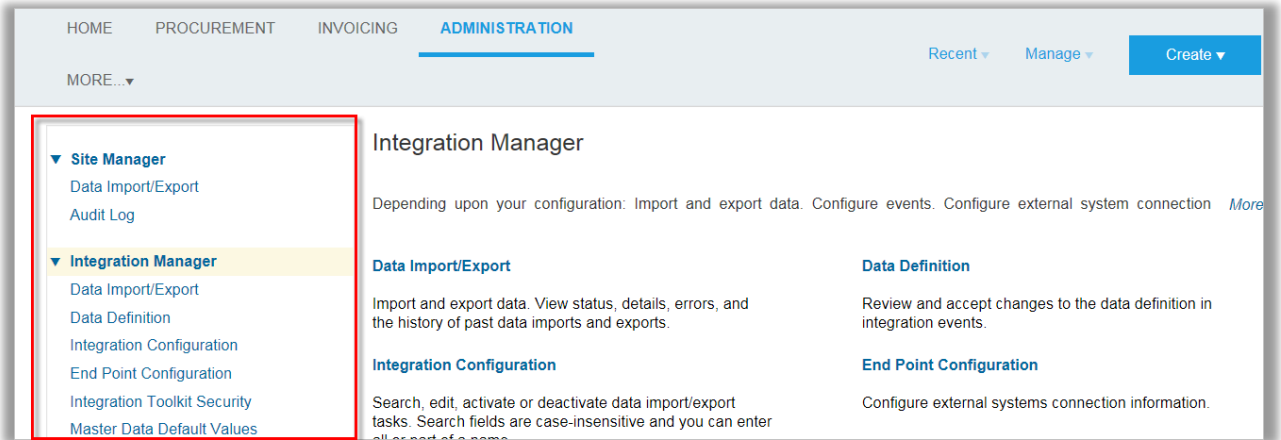 HOME PROCUREMENT INVOICING ADMINISTRATION
Recent Manage Create
MORE...
Site Manager
Data Import/Export
Audit Log
Integration Manager
Data Import/Export
Data Definition
Integration Configuration
End Point Configuration
Integration Toolkit Security
Master Data Default Values
Integration Manager
Depending upon your configuration: Import and export data. Configure events. Configure external system connection More
Data Import/Export
Import and export data. View status, details, errors, and
the history of past data imports and exports.
Data Definition
Review and accept changes to the data definition in
integration events.
Integration Configuration
Search, edit, activate or deactivate data import/export
tasks. Search fields are case-insensitive and you can enter
all or part of a name.
End Point Configuration
Configure external systems connection information.